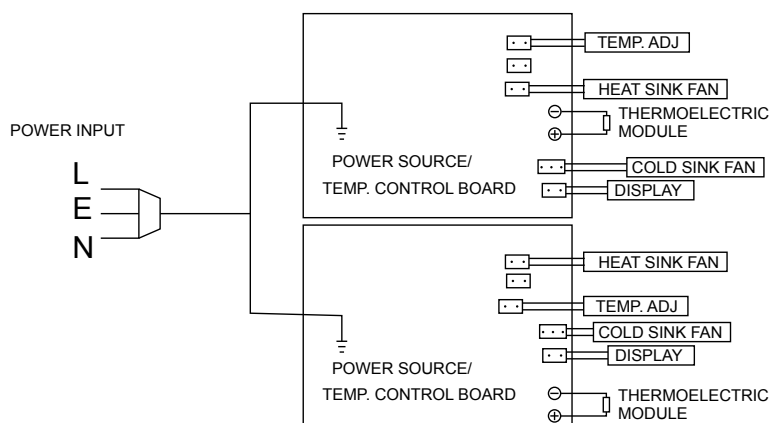 TEMP. ADJ
HEAT SINK FAN
THERMOELECTRIC
MODULE
POWER INPUT
L
E
N
POWER SOURCE/
TEMP. CONTROL BOARD
COLD SINK FAN
DISPLAY
HEAT SINK FAN
TEMP. ADJ
COLD SINK FAN
DISPLAY
POWER SOURCE/
TEMP. CONTROL BOARD
THERMOELECTRIC
MODULE